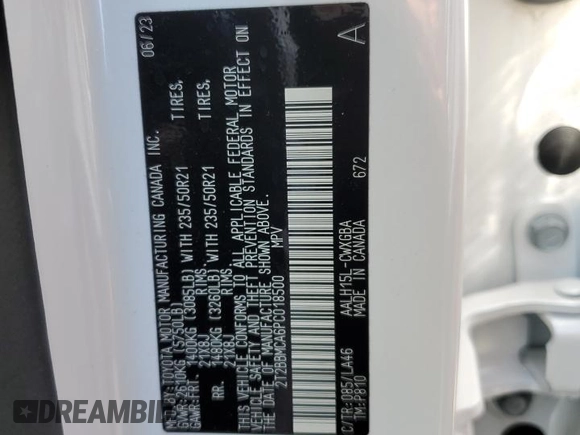 MFD.BY:TOYOTA MOTOR MANUFACTURING CANADA INC. 06/23
GVWR 2610KG (5750LB)
GAWR:FRT. 1400KG (3085LB) WITH 235/50R21 TIRES,
21X8J RIMS
RR. 1480KG (3260LB) WITH 235/50R21 TIRES,
21X8J RIMS
THIS VEHICLE CONFORMS TO ALL APPLICABLE FEDERAL MOTOR
VEHICLE SAFETY AND THEFT PREVENTION STANDARDS IN EFFECT ON
THE DATE OF MANUFACTURE SHOWN ABOVE.
2T2BBMCA6PC018500 MPV
A
C/TR:085/LA46 AALH15L-CWXGBA 672
TM:P810 MADE IN CANADA
EPICVIN.COM